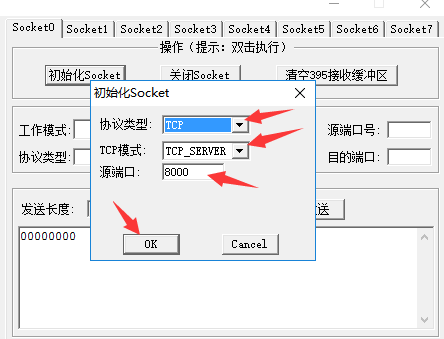 Socket0 Socket1 Socket2 Socket3 Socket4 Socket5 Socket6 Socket7
操作（提示：双击执行）
初始化Socket 关闭Socket 清空395接收缓冲区
初始化Socket
协议类型: TCP
TCP模式: TCP_SERVER
源端口: 8000
OK Cancel
工作模式: 源端口号:
协议类型: 目的端口:
发送长度: 送
00000000